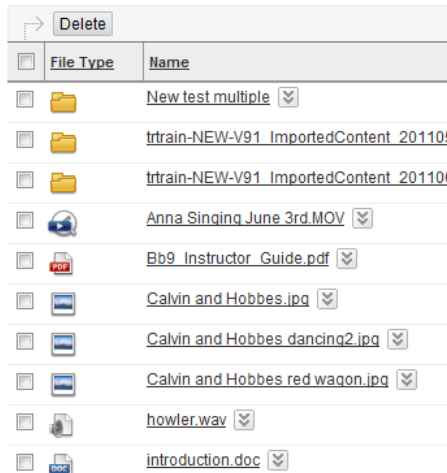 Delete
File Type Name
New test multiple
trtrain-NEW-V91_ImportedContent_20110
trtrain-NEW-V91_ImportedContent_20110
Anna Singing June 3rd.MOV
PDF Bb9_Instructor_Guide.pdf
Calvin and Hobbes.jpg
Calvin and Hobbes dancing2.jpg
Calvin and Hobbes red wagon.jpg
howler.wav
DOC introduction.doc